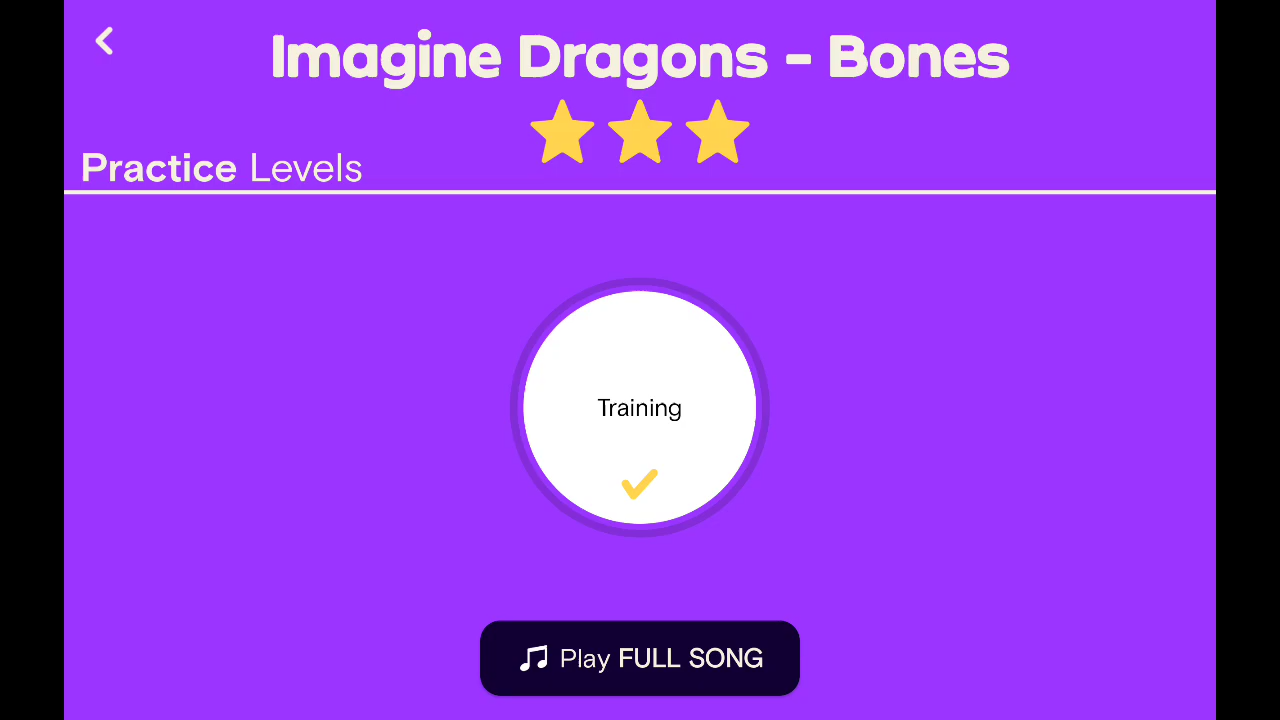 Imagine Dragons - Bones
Practice Levels
Training
Play FULL SONG